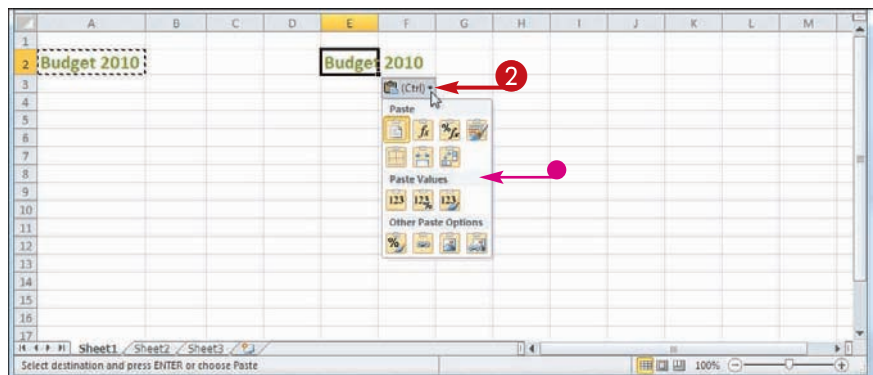 A B C D E F G H I J K L M
1
2 Budget 2010 Budget 2010
3 (Ctrl) 2
4
Paste
5
6
7
8
Paste Values
9
10
11
Other Paste Options
12
13
14
15
16
17
Sheet1 Sheet2 Sheet3
Select destination and press ENTER or choose Paste 100%